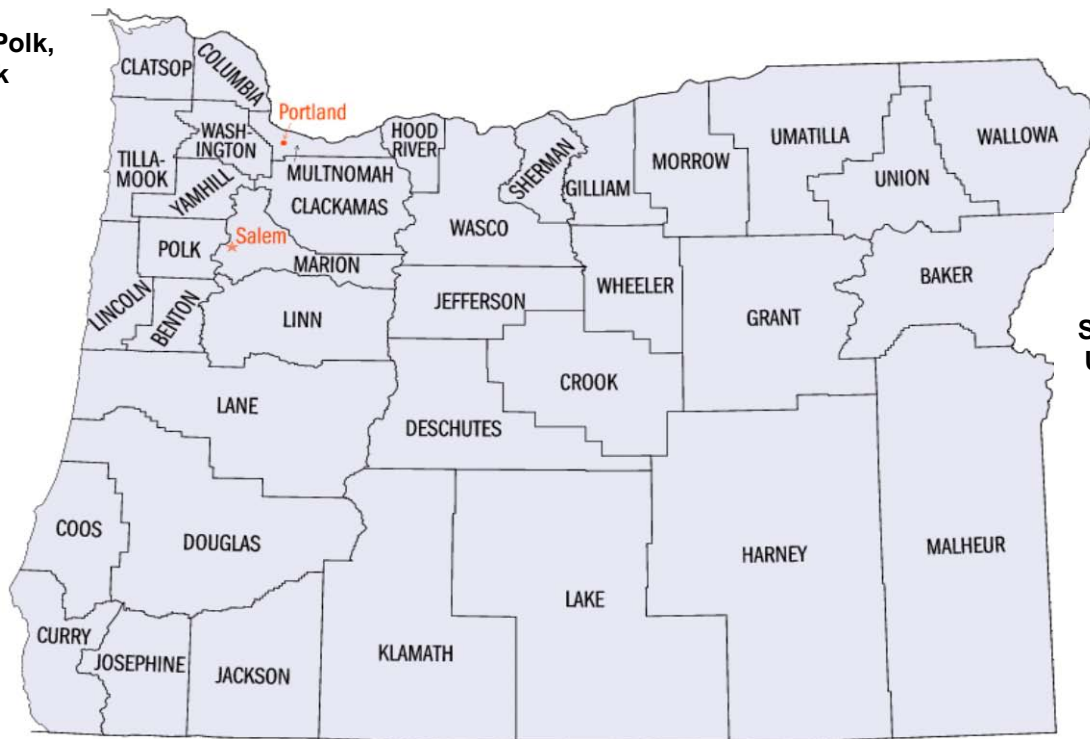 Polk,
k
CLATSOP
COLUMBIA
Portland
WASH-
INGTON
HOOD
RIVER
TILLA-
MOOK
YAMHILL
MULTNOMAH
CLACKAMAS
SHERMAN
GILLIAM
MORROW
UMATILLA
UNION
WALLOWA
WASCO
POLK
Salem
MARION
LINCOLN
BENTON
LINN
JEFFERSON
WHEELER
GRANT
BAKER
S
U
LANE
CROOK
DESCHUTES
COOS
DOUGLAS
HARNEY
MALHEUR
LAKE
CURRY
JOSEPHINE
JACKSON
KLAMATH